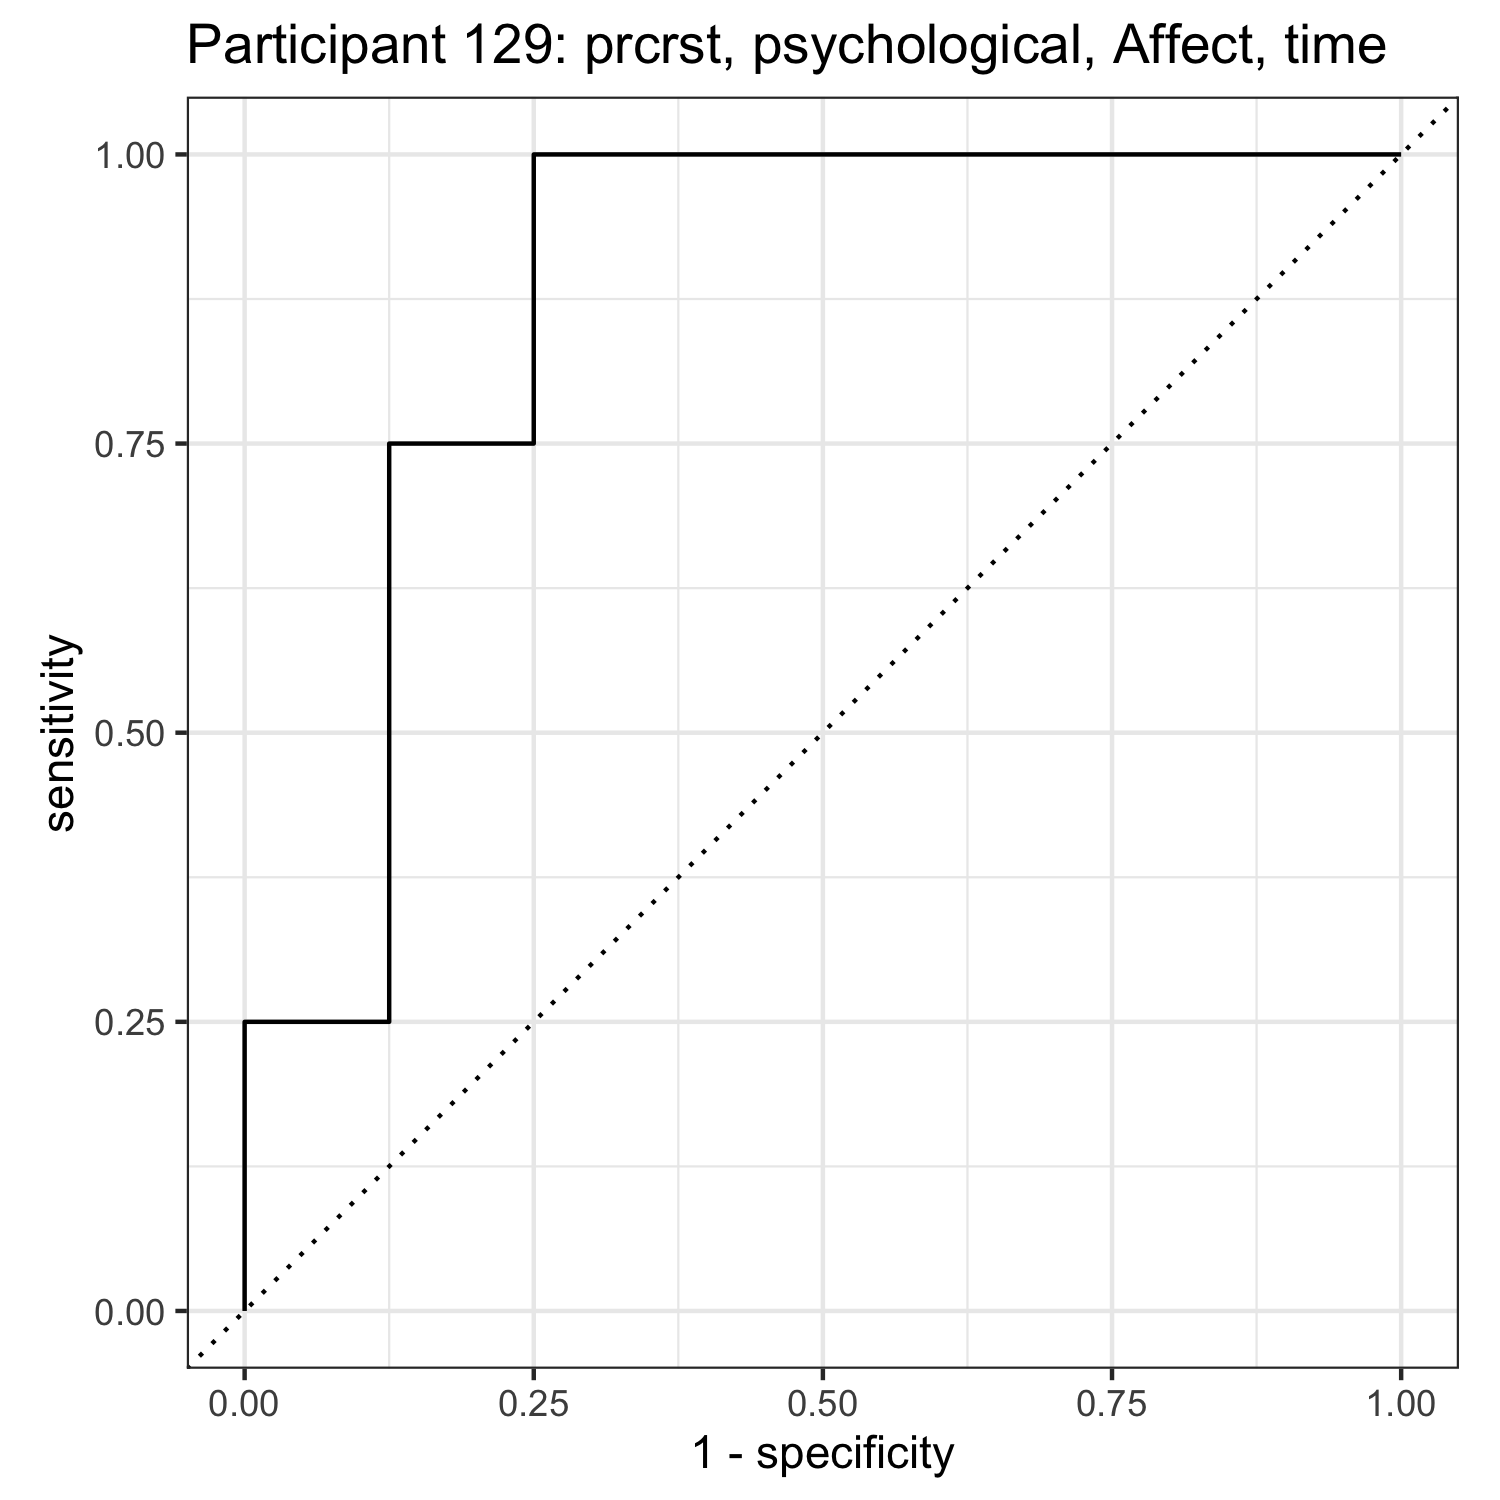 Participant 129: prcrst, psychological, Affect, time
1.00
0.75
0.50
0.25
0.00
sensitivity
0.00 0.25 0.50 0.75 1.00
1 - specificity